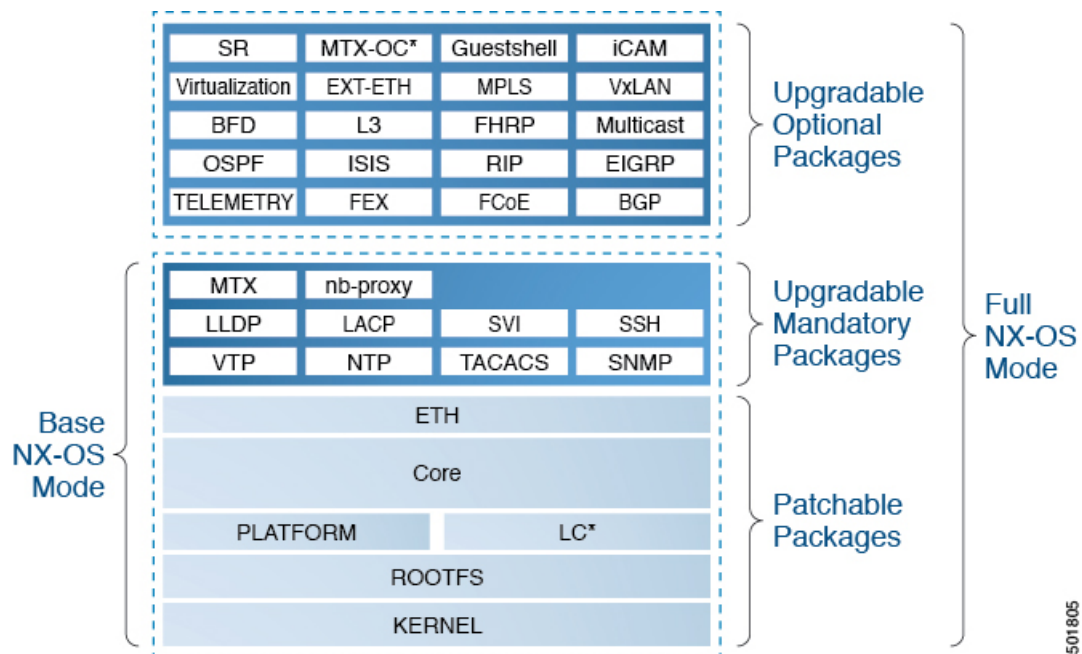 SR MTX-OC* Guestshell iCAM
Virtualization EXT-ETH MPLS VxLAN
BFD L3 FHRP Multicast
OSPF ISIS RIP EIGRP
TELEMETRY FEX FCoE BGP
Upgradable
Optional
Packages
MTX nb-proxy
LLDP LACP SVI SSH
VTP NTP TACACS SNMP
Upgradable
Mandatory
Packages
Full
NX-OS
Mode
Base
NX-OS
Mode
ETH
Core
PLATFORM LC*
ROOTFS
KERNEL
Patchable
Packages
501805